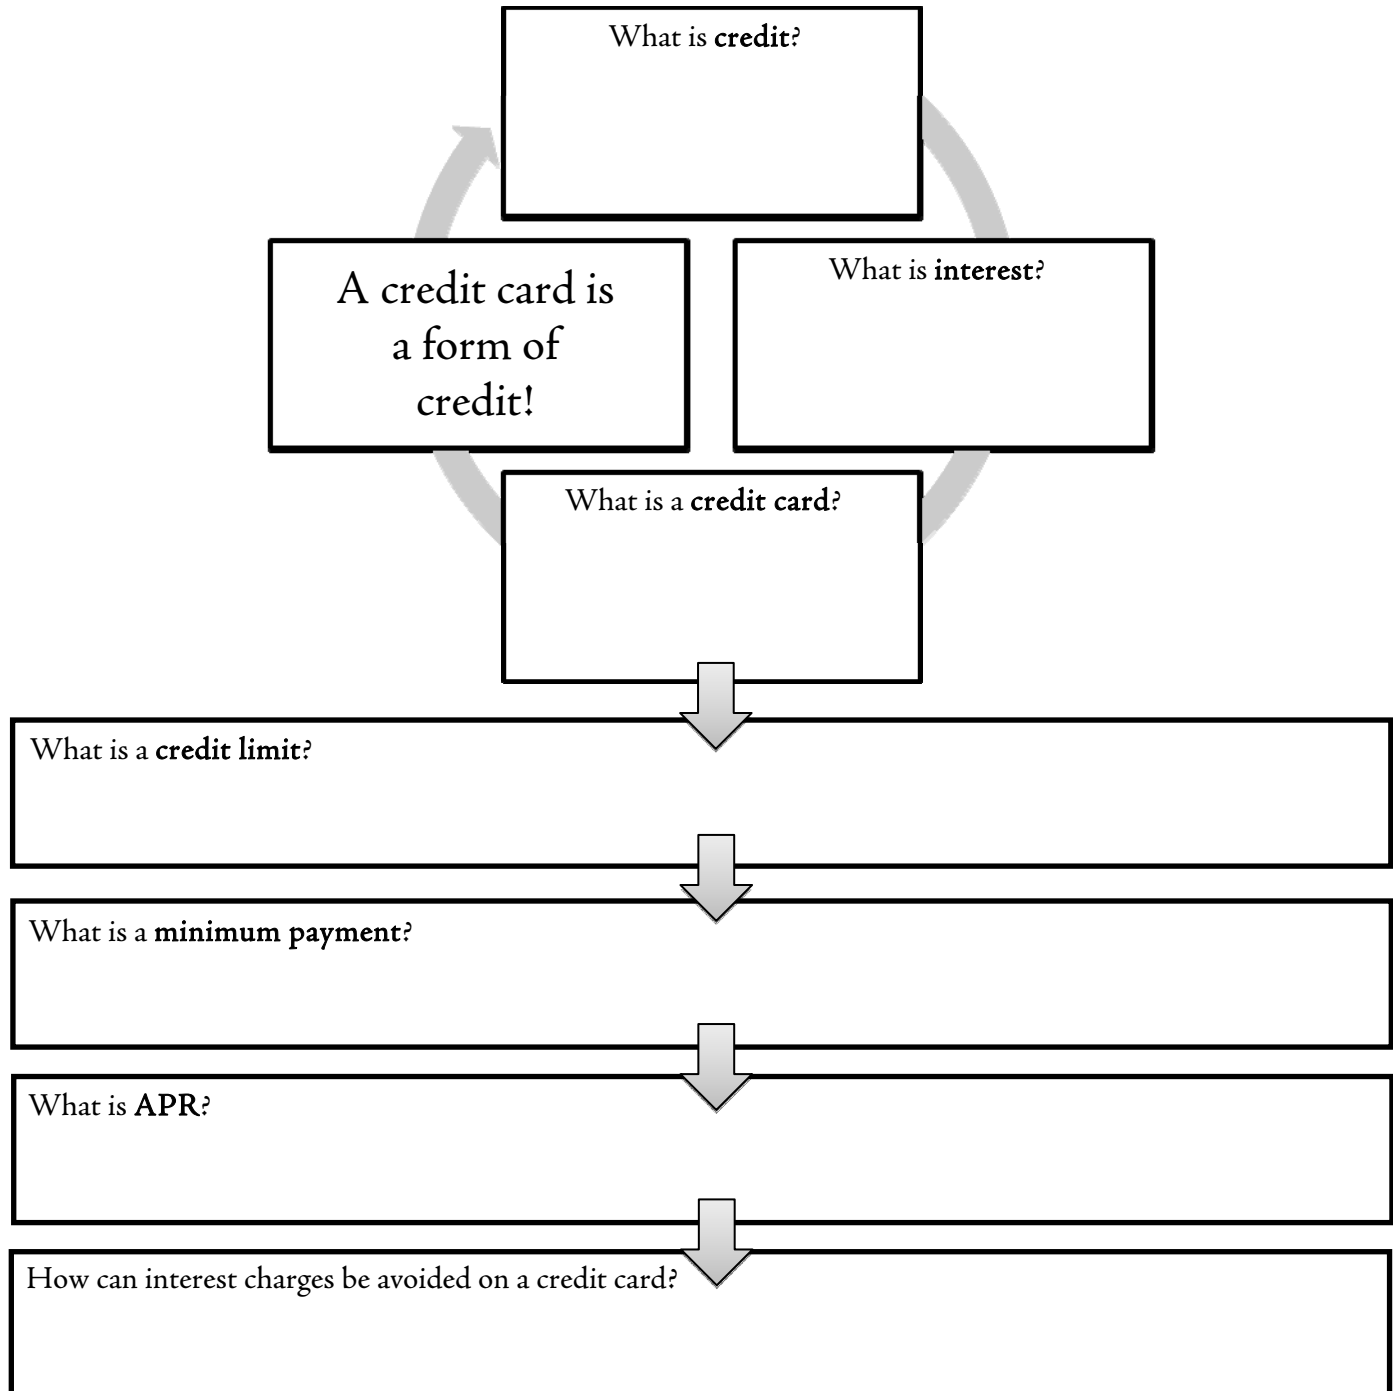 What is credit?
A credit card is
a form of
credit!
What is interest?
What is a credit card?
What is a credit limit?
What is a minimum payment?
What is APR?
How can interest charges be avoided on a credit card?